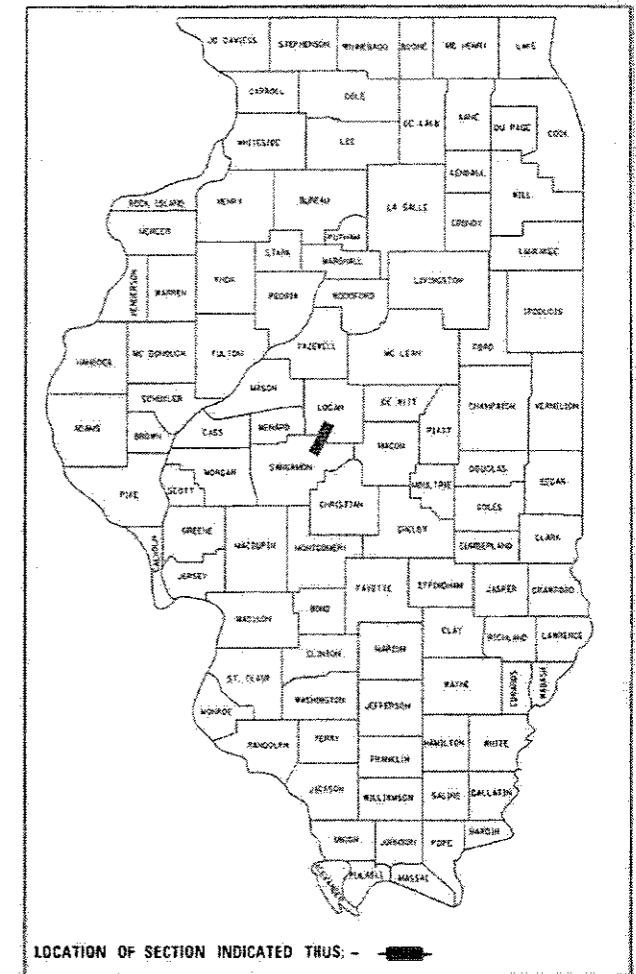 JO DAVIESS STEPHENSON WINNEBAGO BOONE MC HENRY LAKE
CARROLL OGLE DE KALB KANE DU PAGE COOK
WHITESIDE LEE
KENDALL WILL
ROCK ISLAND HENRY BUREAU LA SALLE GRUNDY
MERCER PUTNAM KANKAKEE
STARK MARSHALL
HENDERSON WARREN KNOX PEORIA WOODFORD LIVINGSTON IROQUOIS
FORD
HANCOCK MC DONOUGH FULTON TAZEWELL MC LEAN
MASON
SCHUYLER LOGAN DE WITT CHAMPAIGN VERMILION
ADAMS BROWN CASS MENARD PIATT
MACON
SANGAMON DOUGLAS
PIKE SCOTT MORGAN MOULTRIE EDGAR
CHRISTIAN COLES
GREENE SHELBY
CALHOUN MACOUPIN MONTGOMERY CUMBERLAND CLARK
JERSEY
FAYETTE EFFINGHAM JASPER CRAWFORD
BOND
MADISON CLAY RICHLAND LAWRENCE
CLINTON MARION
ST. CLAIR WAYNE EDWARDS WABASH
WASHINGTON JEFFERSON
MONROE
RANDOLPH PERRY HAMILTON WHITE
FRANKLIN
JACKSON WILLIAMSON SALINE GALLATIN
UNION JOHNSON POPE HARDIN
ALEXANDER PULASKI MASSAC
LOCATION OF SECTION INDICATED THUS: -